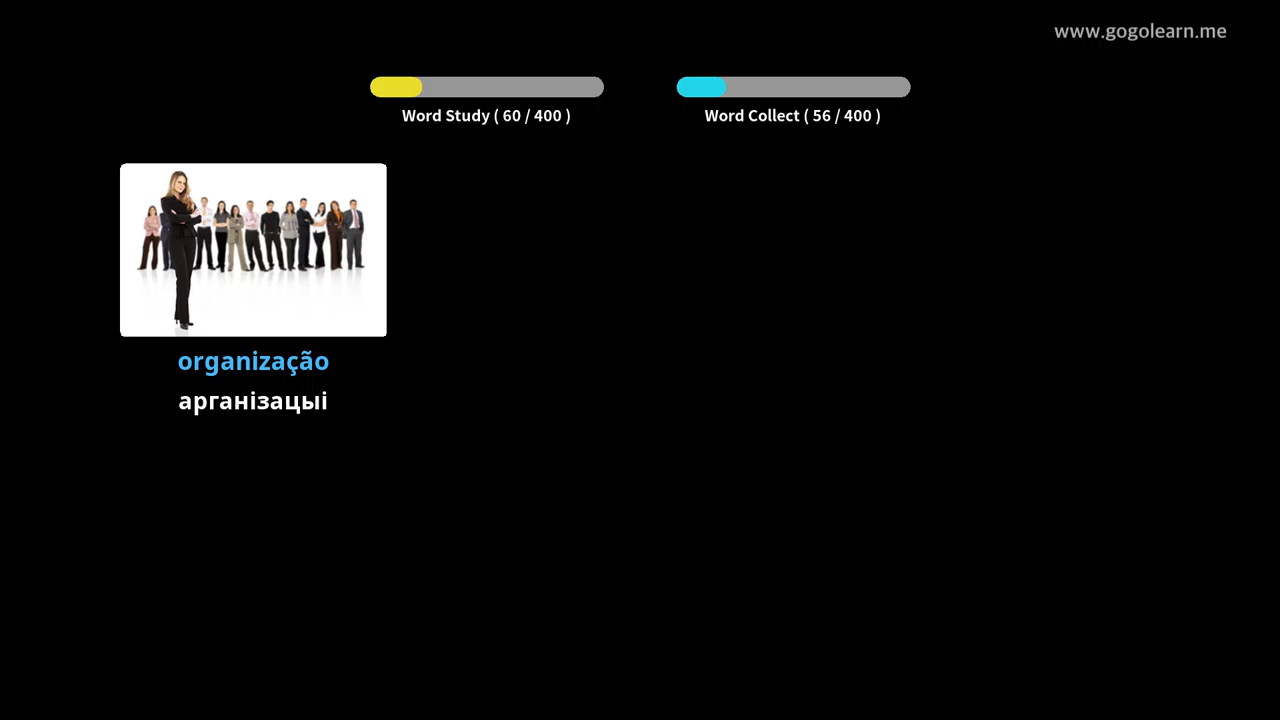 www.gogolearn.me
Word Study ( 60 / 400 )
Word Collect ( 56 / 400 )
organização
арганізацыі